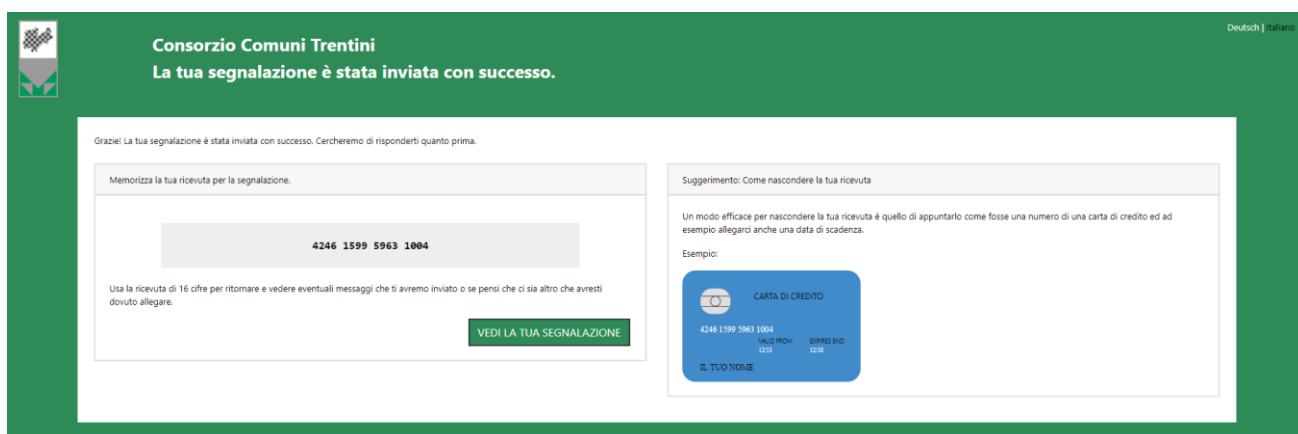 Deutsch | Italiano
Consorzio Comuni Trentini
La tua segnalazione è stata inviata con successo.
Grazie! La tua segnalazione è stata inviata con successo. Cercheremo di risponderti quanto prima.
Memorizza la tua ricevuta per la segnalazione.
4246 1599 5963 1004
Usa la ricevuta di 16 cifre per ritornare e vedere eventuali messaggi che ti avremo inviato o se pensi che ci sia altro che avresti
dovuto allegare.
VEDI LA TUA SEGNALAZIONE
Suggerimento: Come nascondere la tua ricevuta
Un modo efficace per nascondere la tua ricevuta è quello di appuntarlo come fosse una numero di una carta di credito ed ad
esempio allegarci anche una data di scadenza.
Esempio:
CARTA DI CREDITO
4246 1599 5963 1004
VALID FROM EXPIRES END
12/13 12/18
IL TUO NOME